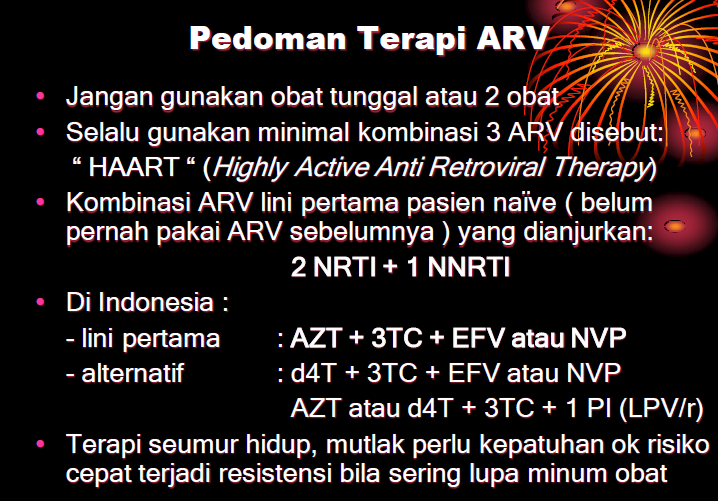 Pedoman Terapi ARV
• Jangan gunakan obat tunggal atau 2 obat
• Selalu gunakan minimal kombinasi 3 ARV disebut:
“ HAART “ (Highly Active Anti Retroviral Therapy)
• Kombinasi ARV lini pertama pasien naïve ( belum
pernah pakai ARV sebelumnya ) yang dianjurkan:
2 NRTI + 1 NNRTI
• Di Indonesia :
- lini pertama : AZT + 3TC + EFV atau NVP
- alternatif : d4T + 3TC + EFV atau NVP
AZT atau d4T + 3TC + 1 PI (LPV/r)
• Terapi seumur hidup, mutlak perlu kepatuhan ok risiko
cepat terjadi resistensi bila sering lupa minum obat